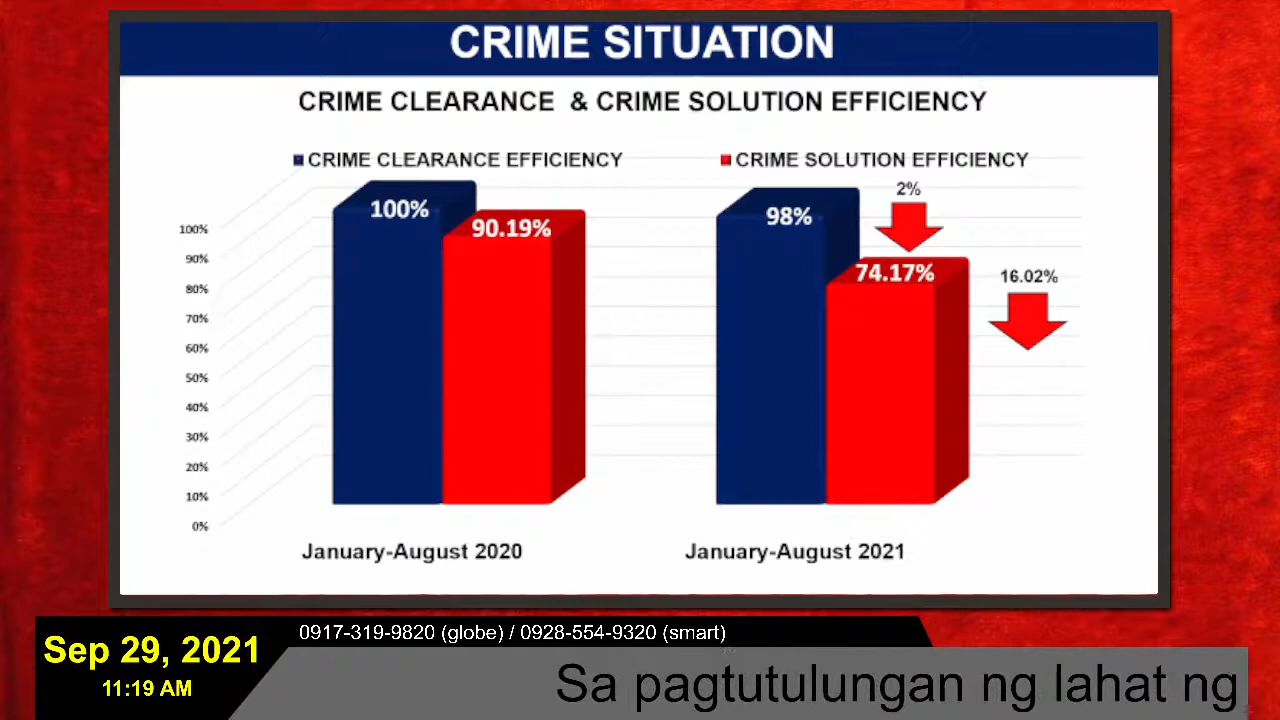 CRIME SITUATION
CRIME CLEARANCE & CRIME SOLUTION EFFICIENCY
CRIME CLEARANCE EFFICIENCY
CRIME SOLUTION EFFICIENCY
2%
100%
98%
90.19%
74.17%
16.02%
100%
90%
80%
70%
60%
50%
40%
30%
20%
10%
0%
January-August 2020
January-August 2021
0917-319-9820 (globe) / 0928-554-9320 (smart)
Sep 29, 2021
11:19 AM
Sa pagtutulungan ng lahat ng